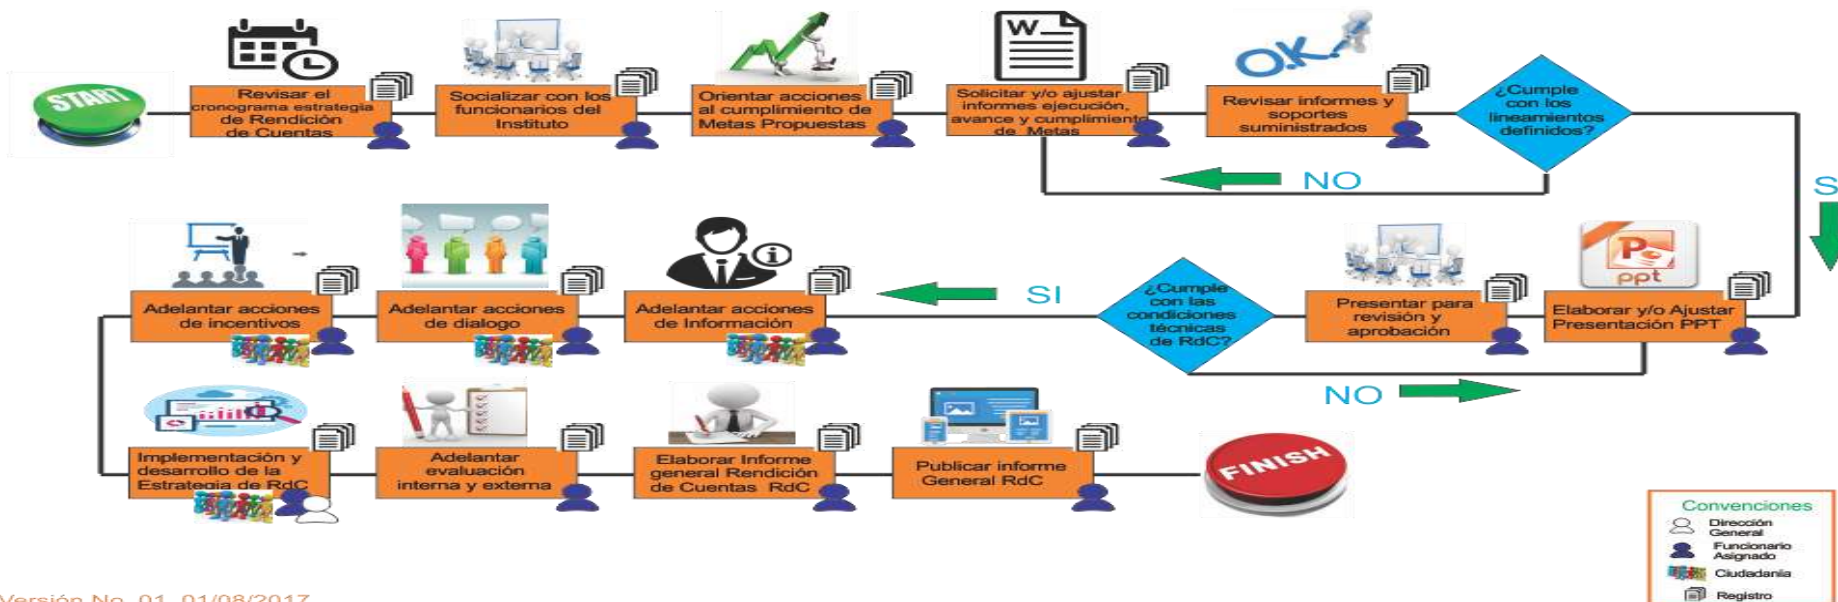 START
Revisar el
cronograma estrategia
de Rendición
de Cuentas
Socializar con los
funcionarios del
Instituto
Orientar acciones
al cumplimiento de
Metas Propuestas
W
Solicitar y/o ajustar
informes ejecución,
avance y cumplimiento
de Metas
O.K.!
Revisar informes y
soportes
suministrados
¿Cumple
con los
lineamientos
definidos?
NO
S
Adelantar acciones
de incentivos
Adelantar acciones
de dialogo
i
Adelantar acciones
de Información
SI
¿Cumple
con las
condiciones
técnicas
de RdC?
Presentar para
revisión y
aprobación
P
ppt
Elaborar y/o Ajustar
Presentación PPT
NO
Implementación y
desarrollo de la
Estrategia de RdC
Adelantar
evaluación
interna y externa
Elaborar Informe
general Rendición
de Cuentas RdC
Publicar informe
General RdC
FINISH
Convenciones
Dirección
General
Funcionario
Asignado
Ciudadania
Registro
Versión No. 01 01/08/2017